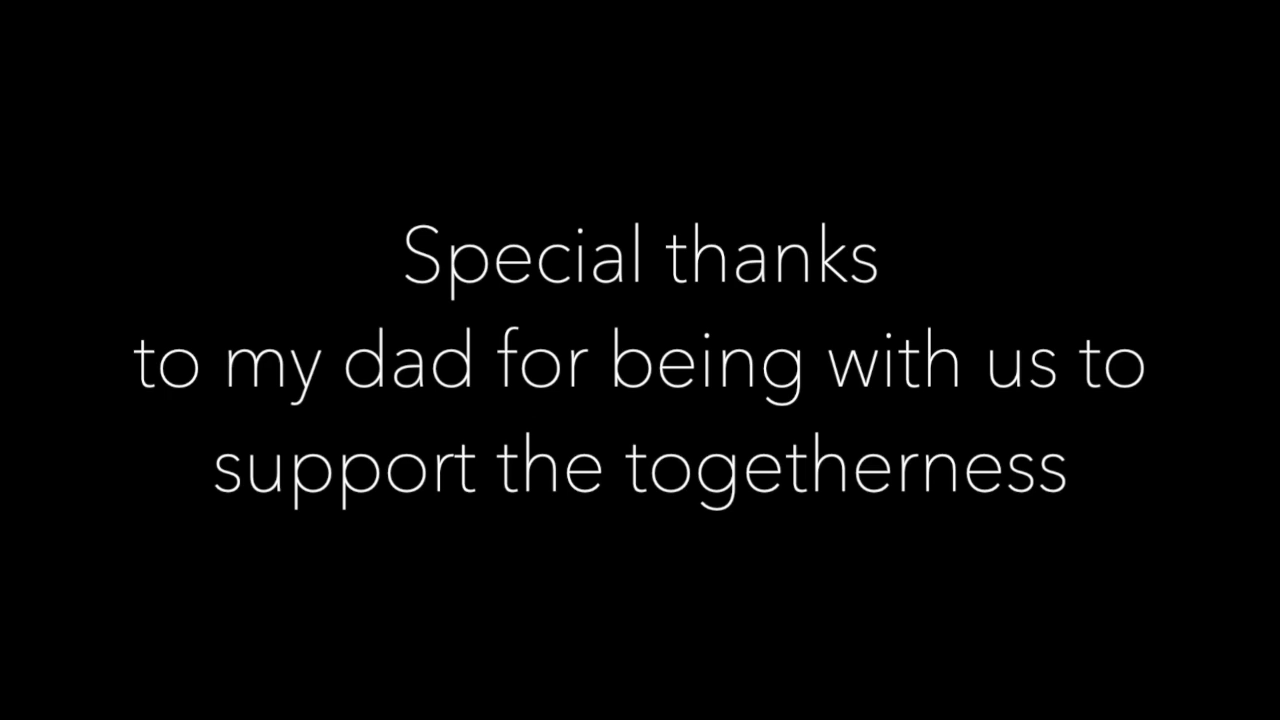 Special thanks
to my dad for being with us to
support the togetherness